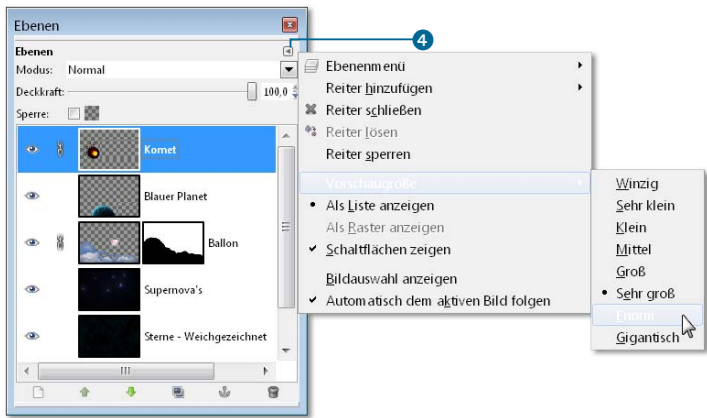 Ebenen
Ebenen
4
Modus: Normal
Deckkraft: 100,0
Sperre:
Komet
Blauer Planet
Ballon
Supernova's
Sterne - Weichgezeichnet
Ebenenmenü
Reiter hinzufügen
Reiter schließen
Reiter lösen
Reiter sperren
Vorschaugröße
Als Liste anzeigen
Als Raster anzeigen
Schaltflächen zeigen
Bildauswahl anzeigen
Automatisch dem aktiven Bild folgen
Winzig
Sehr klein
Klein
Mittel
Groß
Sehr groß
Enorm
Gigantisch